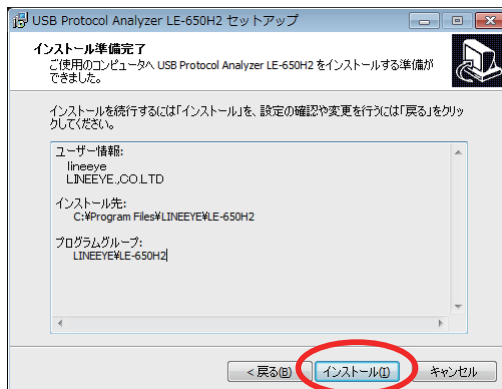 USB Protocol Analyzer LE-650H2 セットアップ
インストール準備完了
ご使用のコンピュータへ USB Protocol Analyzer LE-650H2 をインストールする準備が
できました。
インストールを続行するには「インストール」を、設定の確認や変更を行うには「戻る」をクリッ
クしてください。
ユーザー情報:
lineeye
LINEEYE.,CO.LTD
インストール先:
C:¥Program Files¥LINEEYE¥LE-650H2
プログラムグループ:
LINEEYE¥LE-650H2
< 戻る(B)
インストール(I)
キャンセル